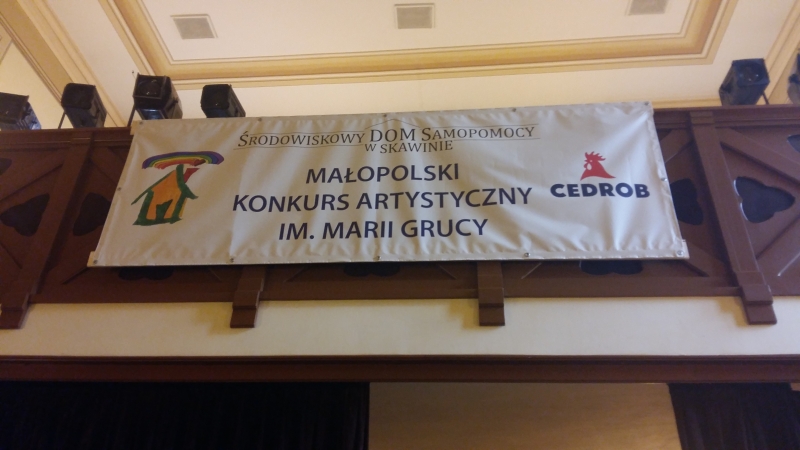 ŚRODOWISKOWY DOM SAMOPOMOCY
W SKAWINIE
MAŁOPOLSKI
KONKURS ARTYSTYCZNY
IM. MARII GRUCY
CEDROB